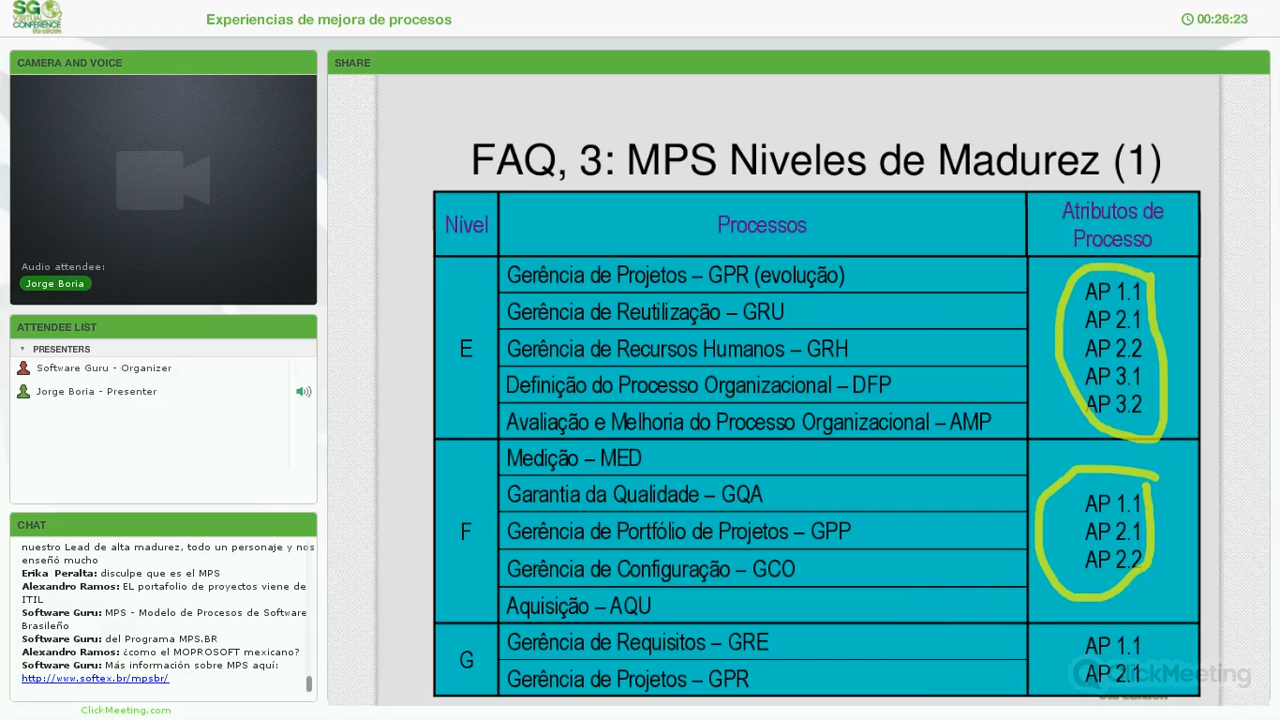 SG
VIRTUAL
CONFERENCE
Experiencias de mejora de procesos
00:26:23
CAMERA AND VOICE
Audio attendee:
Jorge Boria
ATTENDEE LIST
PRESENTERS
Software Guru - Organizer
Jorge Boria - Presenter
CHAT
nuestro Lead de alta madurez, todo un personaje y nos
enseñó mucho
Erika Peralta: disculpe que es el MPS
Alexandro Ramos: EL portafolio de proyectos viene de
ITIL
Software Guru: MPS - Modelo de Procesos de Software
Brasileño
Software Guru: del Programa MPS.BR
Alexandro Ramos: ¿como el MOPROSOFT mexicano?
Software Guru: Más información sobre MPS aquí:
http://www.softex.br/mpsbr/
ClickMeeting.com
SHARE
FAQ, 3: MPS Niveles de Madurez (1)
Nível
Processos
Atributos de
Processo
E
Gerência de Projetos – GPR (evolução)
Gerência de Reutilização – GRU
Gerência de Recursos Humanos – GRH
Definição do Processo Organizacional – DFP
Avaliação e Melhoria do Processo Organizacional – AMP
AP 1.1
AP 2.1
AP 2.2
AP 3.1
AP 3.2
F
Medição – MED
Garantia da Qualidade – GQA
Gerência de Portfólio de Projetos – GPP
Gerência de Configuração – GCO
Aquisição – AQU
AP 1.1
AP 2.1
AP 2.2
G
Gerência de Requisitos – GRE
Gerência de Projetos – GPR
AP 1.1
AP 2.1
ClickMeeting